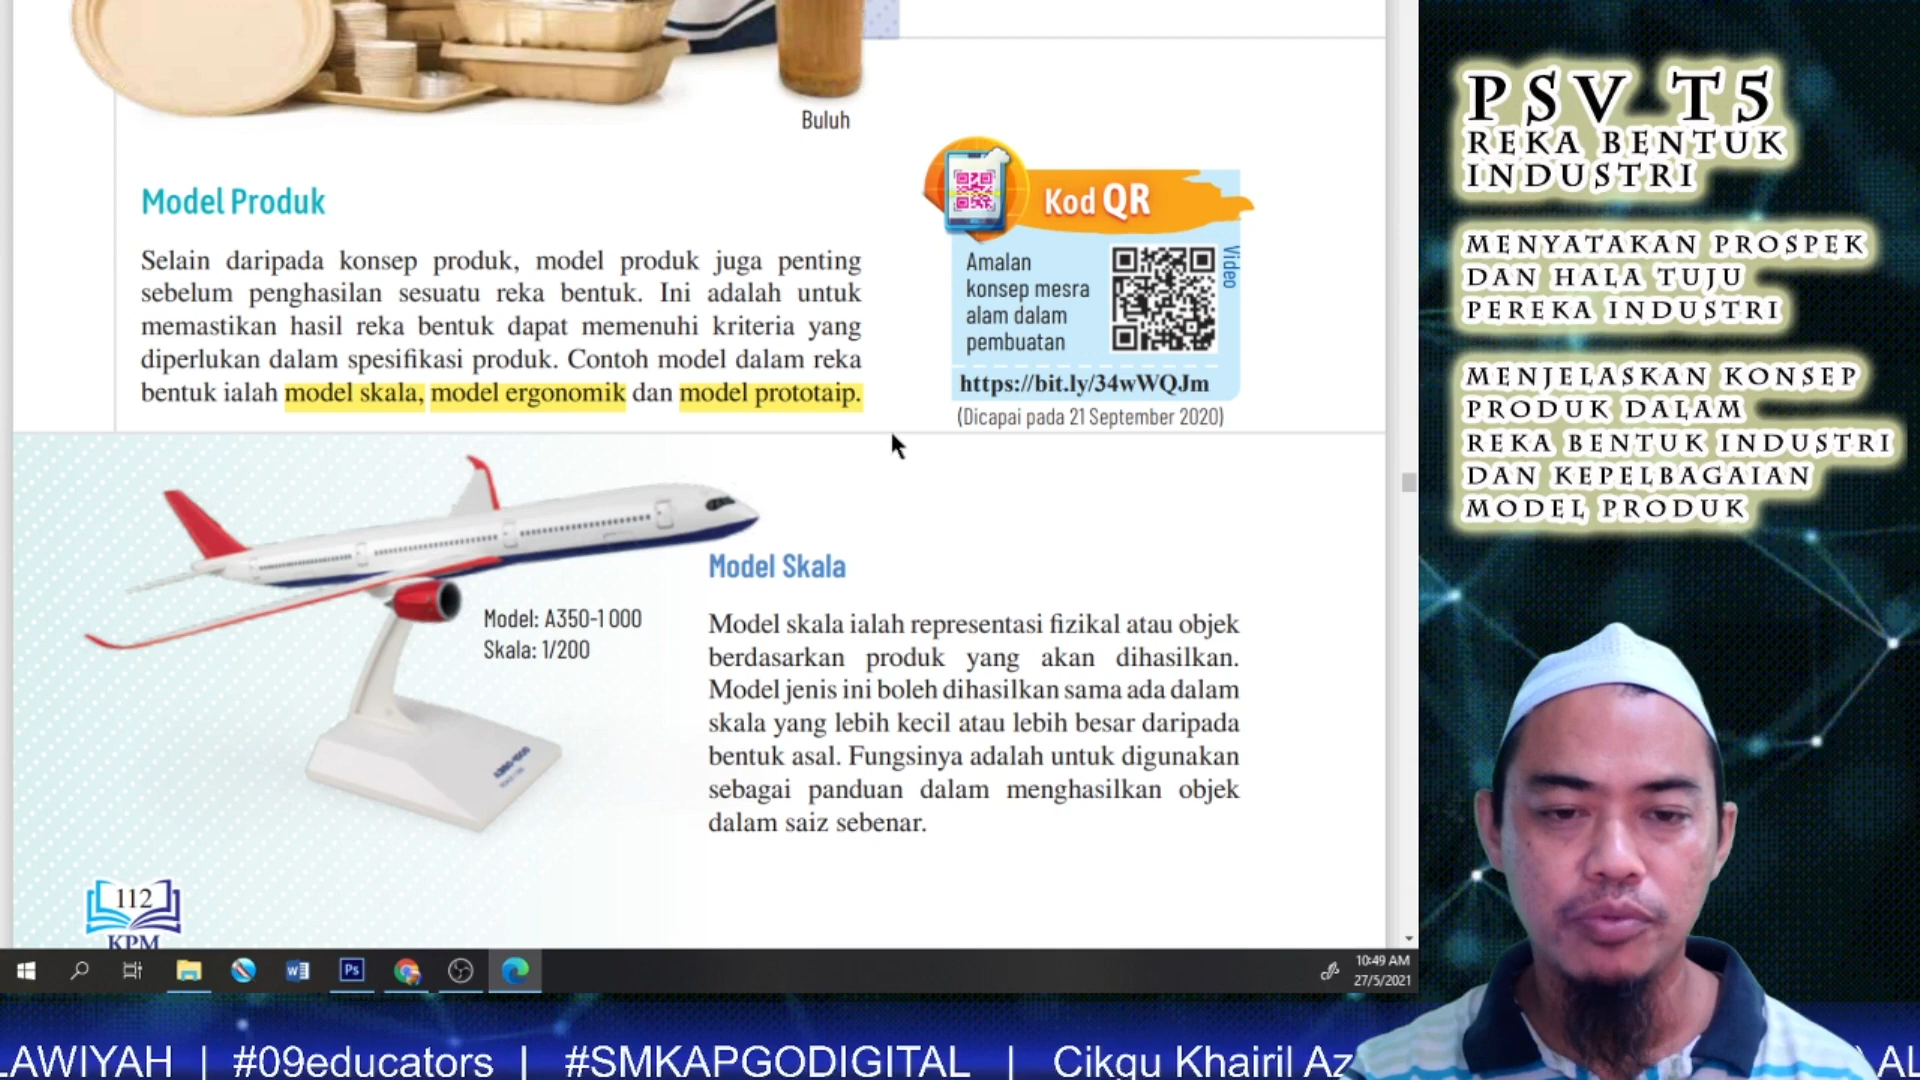 Buluh
Model Produk
Selain daripada konsep produk, model produk juga penting
sebelum penghasilan sesuatu reka bentuk. Ini adalah untuk
memastikan hasil reka bentuk dapat memenuhi kriteria yang
diperlukan dalam spesifikasi produk. Contoh model dalam reka
bentuk ialah model skala, model ergonomik dan model prototaip.
Kod QR
Amalan
konsep mesra
alam dalam
pembuatan
Video
https://bit.ly/34wWQJm
(Dicapai pada 21 September 2020)
Model: A350-1 000
Skala: 1/200
Model Skala
Model skala ialah representasi fizikal atau objek
berdasarkan produk yang akan dihasilkan.
Model jenis ini boleh dihasilkan sama ada dalam
skala yang lebih kecil atau lebih besar daripada
bentuk asal. Fungsinya adalah untuk digunakan
sebagai panduan dalam menghasilkan objek
dalam saiz sebenar.
112
KPM
10:49 AM
27/5/2021
PSV T5
REKA BENTUK
INDUSTRI
MENYATAKAN PROSPEK
DAN HALA TUJU
PEREKA INDUSTRI
MENJELASKAN KONSEP
PRODUK DALAM
REKA BENTUK INDUSTRI
DAN KEPELBAGAIAN
MODEL PRODUK
LAWIYAH | #09educators | #SMKAPGODIGITAL | Cikgu Khairil Az AL